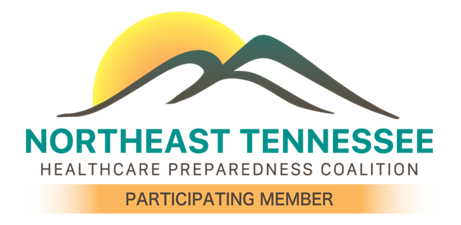 NORTHEAST TENNESSEE
HEALTHCARE PREPAREDNESS COALITION
PARTICIPATING MEMBER